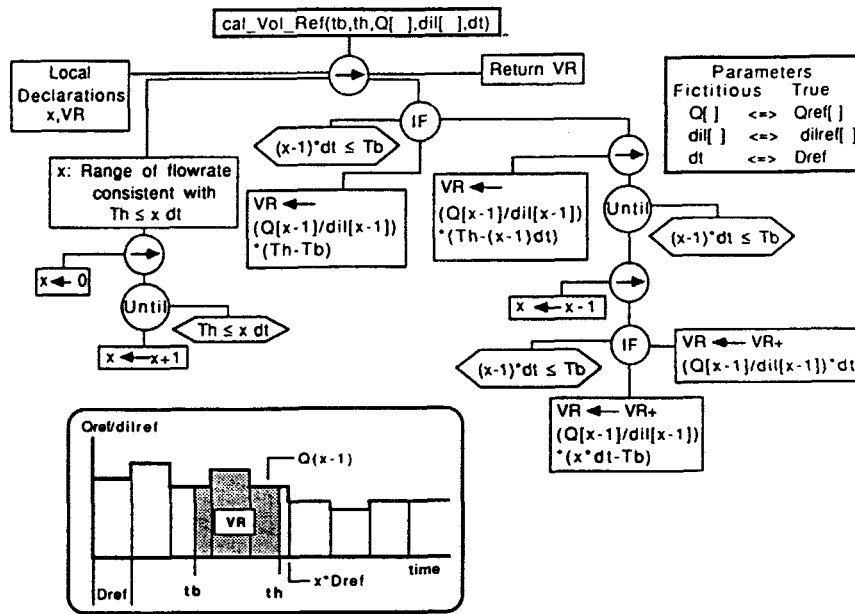 cal_Vol_Ref(tb,th,Q[ ],dil[ ],dt)
Local
Declarations
x,VR
Return VR
Parameters
Fictitious True
Q[ ] <=> Qref[ ]
dil[ ] <=> dilref[ ]
dt <=> Dref
IF
(x-1)*dt ≤ Tb
x: Range of flowrate
consistent with
Th ≤ x dt
VR ←
(Q[x-1]/dil[x-1])
*(Th-Tb)
VR ←
(Q[x-1]/dil[x-1])
*(Th-(x-1)dt)
Until
(x-1)*dt ≤ Tb
x ← 0
Until
Th ≤ x dt
x ← x+1
x ← x-1
IF
(x-1)*dt ≤ Tb
VR ← VR+
(Q[x-1]/dil[x-1])*dt
VR ← VR+
(Q[x-1]/dil[x-1])
*(x*dt-Tb)
Qref/dilref
Q(x-1)
VR
time
Dref
tb
th
x*Dref